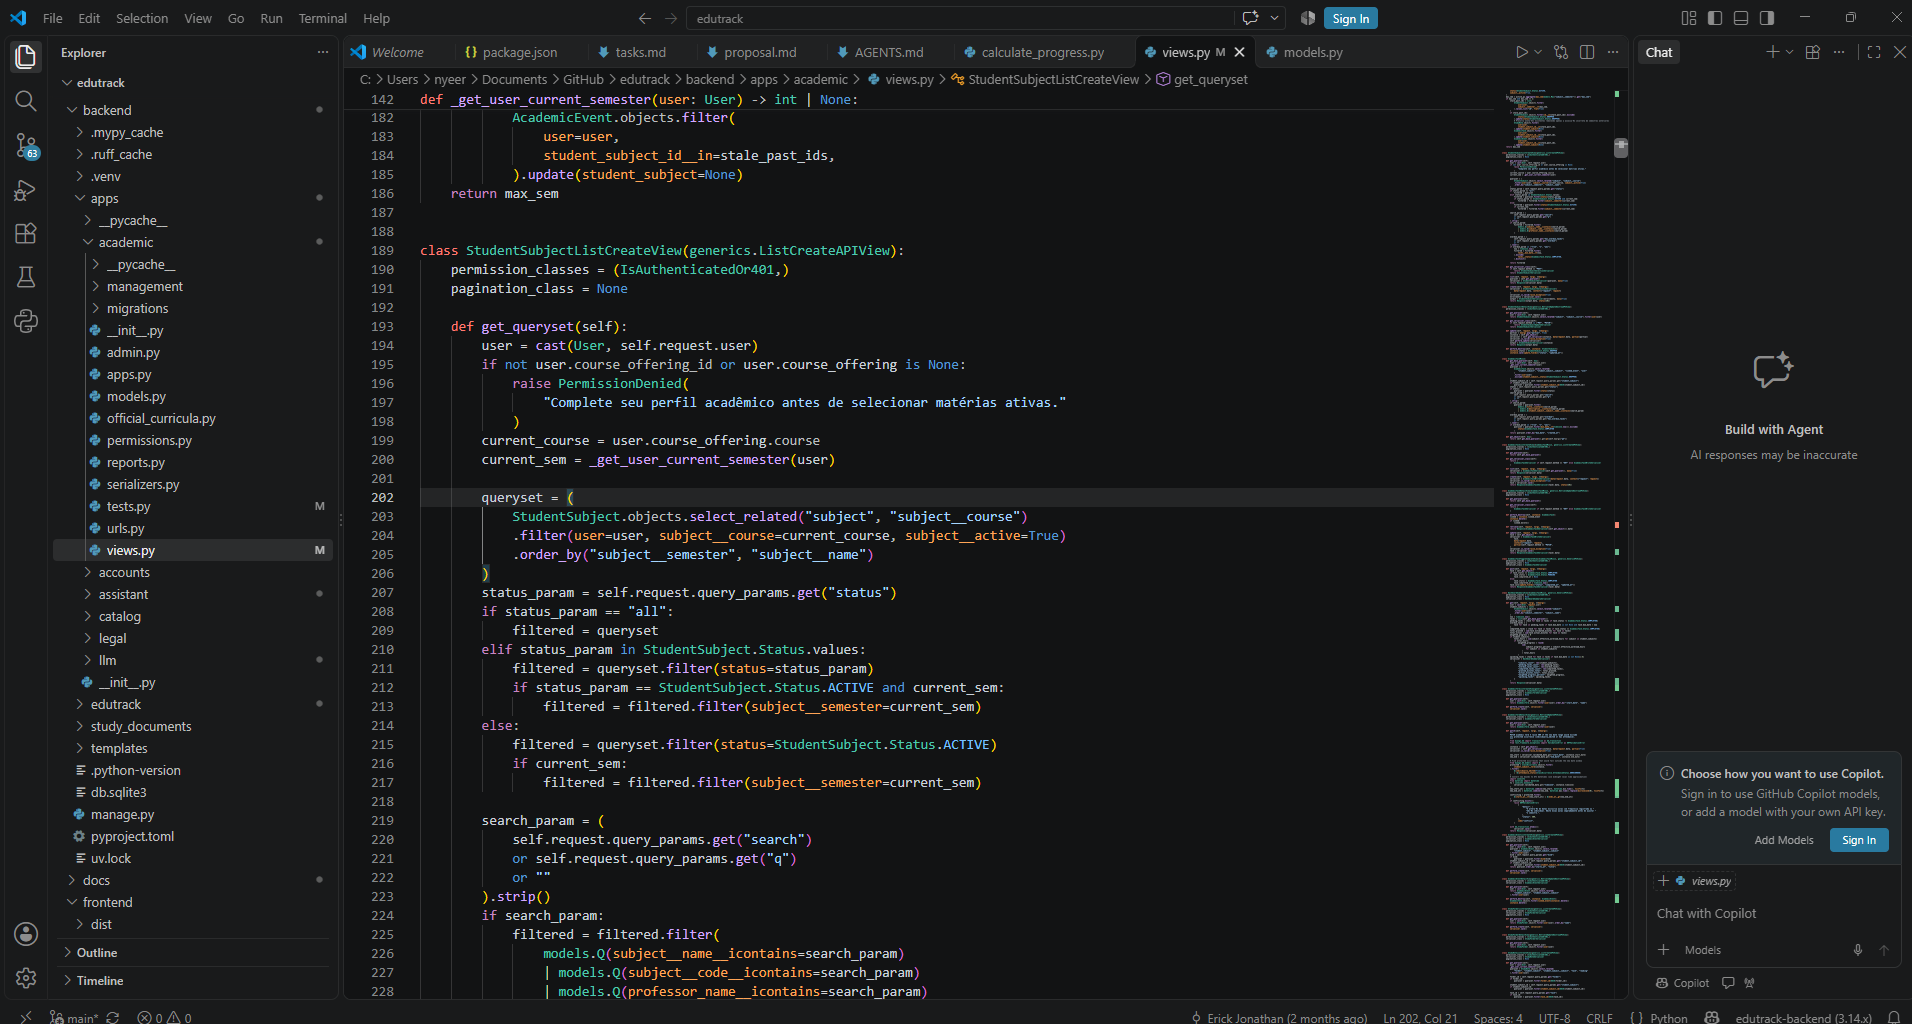 File Edit Selection View Go Run Terminal Help
edutrack
Sign In
Explorer
edutrack
backend
.mypy_cache
.ruff_cache
.venv
apps
__pycache__
academic
__pycache__
management
migrations
__init__.py
admin.py
apps.py
models.py
official_curricula.py
permissions.py
reports.py
serializers.py
tests.py M
urls.py
views.py M
accounts
assistant
catalog
legal
llm
__init__.py
edutrack
study_documents
templates
.python-version
db.sqlite3
manage.py
pyproject.toml
uv.lock
docs
frontend
dist
Outline
Timeline
63
Welcome package.json tasks.md proposal.md AGENTS.md calculate_progress.py views.py M models.py
C: > Users > nyeer > Documents > GitHub > edutrack > backend > apps > academic > views.py > StudentSubjectListCreateView > get_queryset
142 def _get_user_current_semester(user: User) -> int | None:
182 AcademicEvent.objects.filter(
183 user=user,
184 student_subject_id__in=stale_past_ids,
185 ).update(student_subject=None)
186 return max_sem
187
188
189 class StudentSubjectListCreateView(generics.ListCreateAPIView):
190 permission_classes = (IsAuthenticatedOr401,)
191 pagination_class = None
192
193 def get_queryset(self):
194 user = cast(User, self.request.user)
195 if not user.course_offering_id or user.course_offering is None:
196 raise PermissionDenied(
197 "Complete seu perfil acadêmico antes de selecionar matérias ativas."
198 )
199 current_course = user.course_offering.course
200 current_sem = _get_user_current_semester(user)
201
202 queryset = (
203 StudentSubject.objects.select_related("subject", "subject__course")
204 .filter(user=user, subject__course=current_course, subject__active=True)
205 .order_by("subject__semester", "subject__name")
206 )
207 status_param = self.request.query_params.get("status")
208 if status_param == "all":
209 filtered = queryset
210 elif status_param in StudentSubject.Status.values:
211 filtered = queryset.filter(status=status_param)
212 if status_param == StudentSubject.Status.ACTIVE and current_sem:
213 filtered = filtered.filter(subject__semester=current_sem)
214 else:
215 filtered = queryset.filter(status=StudentSubject.Status.ACTIVE)
216 if current_sem:
217 filtered = filtered.filter(subject__semester=current_sem)
218
219 search_param = (
220 self.request.query_params.get("search")
221 or self.request.query_params.get("q")
222 or ""
223 ).strip()
224 if search_param:
225 filtered = filtered.filter(
226 models.Q(subject__name__icontains=search_param)
227 | models.Q(subject__code__icontains=search_param)
228 | models.Q(professor_name__icontains=search_param)
Chat
Build with Agent
AI responses may be inaccurate
Choose how you want to use Copilot.
Sign in to use GitHub Copilot models,
or add a model with your own API key.
Add Models Sign In
views.py
Chat with Copilot
Models
Copilot
main* 0 0 Erick Jonathan (2 months ago) Ln 202, Col 21 Spaces: 4 UTF-8 CRLF { } Python edutrack-backend (3.14.x)